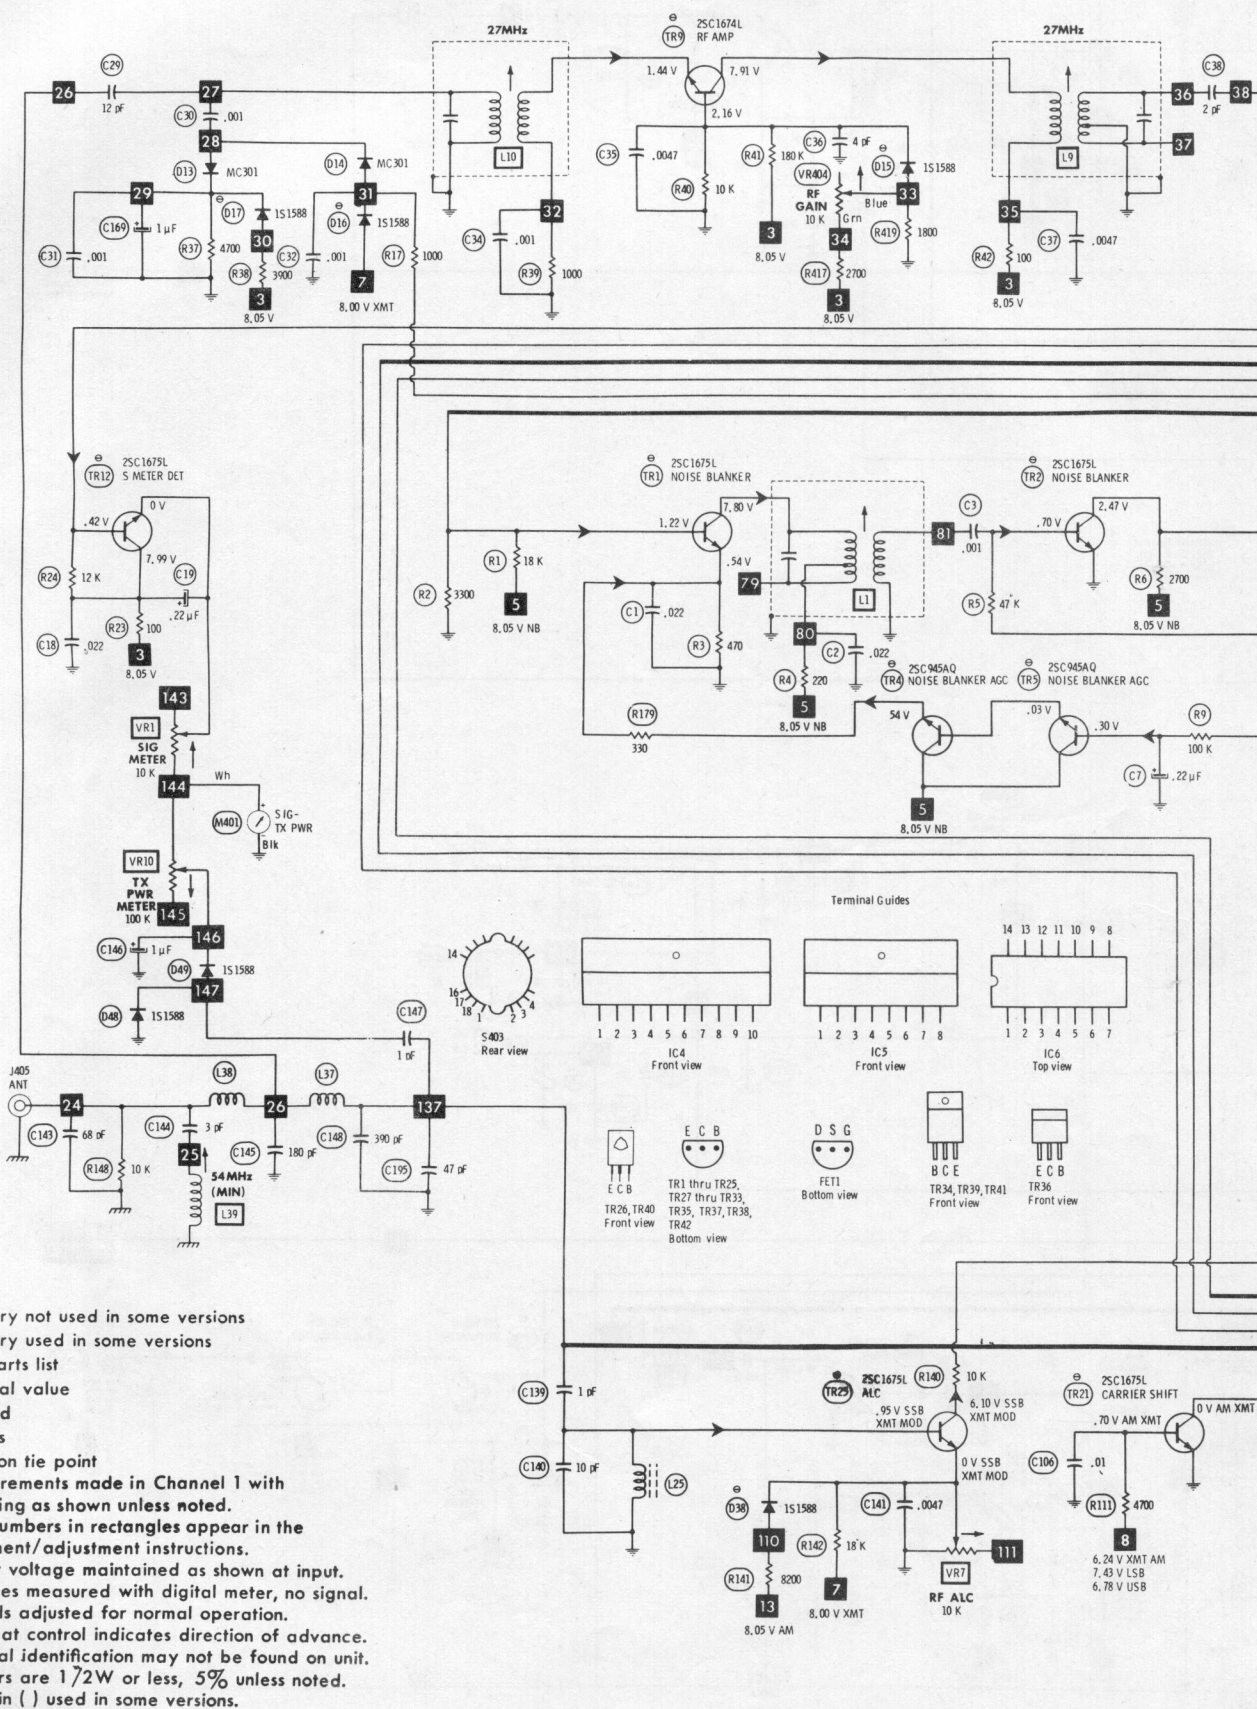 27MHz
⊖
TR9
2SC1674L
RF AMP
27MHz
1.44 V
7.91 V
2.16 V
26
C29
12 pF
27
C30
.001
28
D13
MC301
D14
MC301
L10
C35
.0047
R40
10 K
R41
180 K
C36
4 pF
⊖
D15
1S1588
L9
36
C38
2 pF
38
37
29
C169
1 µF
⊖
D17
1S1588
31
⊖
D16
1S1588
32
VR404
RF
GAIN
10 K
Blue
Grn
33
35
C31
.001
R37
4700
30
R38
3900
3
8.05 V
C32
.001
7
8.00 V XMT
R17
1000
C34
.001
R39
1000
3
8.05 V
34
R417
2700
3
8.05 V
R419
1800
R42
100
3
8.05 V
C37
.0047
⊖
TR12
2SC1675L
S METER DET
0 V
.42 V
7.99 V
R24
12 K
C19
.22 µF
C18
.022
R23
100
3
8.05 V
⊖
TR1
2SC1675L
NOISE BLANKER
1.22 V
7.80 V
.54 V
R2
3300
R1
18 K
5
8.05 V NB
C1
.022
R3
470
79
L1
81
C3
.001
⊖
TR2
2SC1675L
NOISE BLANKER
.70 V
2.47 V
R5
47 K
R6
2700
5
8.05 V NB
80
C2
.022
R4
220
5
8.05 V NB
⊖
TR4
2SC945AQ
NOISE BLANKER AGC
⊖
TR5
2SC945AQ
NOISE BLANKER AGC
R179
330
54 V
.03 V
.30 V
R9
100 K
C7
.22 µF
5
8.05 V NB
143
VR1
SIG
METER
10 K
144
Wh
M401
SIG-
TX PWR
Blk
VR10
TX
PWR
METER
100 K
145
146
C146
1 µF
D49
1S1588
147
D48
1S1588
C147
1 pF
Terminal Guides
14
16
17
18
1
2
3
4
S403
Rear view
1 2 3 4 5 6 7 8 9 10
IC4
Front view
1 2 3 4 5 6 7 8
IC5
Front view
14 13 12 11 10 9 8
1 2 3 4 5 6 7
IC6
Top view
J405
ANT
24
L38
26
L37
137
C143
68 pF
C144
3 pF
25
R148
10 K
C145
180 pF
C148
390 pF
C195
47 pF
54MHz
(MIN)
L39
E C B
TR26, TR40
Front view
E C B
TR1 thru TR25,
TR27 thru TR33,
TR35, TR37, TR38,
TR42
Bottom view
D S G
FET1
Bottom view
B C E
TR34, TR39, TR41
Front view
E C B
TR36
Front view
ry not used in some versions
ry used in some versions
arts list
al value
d
s
on tie point
rements made in Channel 1 with
ing as shown unless noted.
umbers in rectangles appear in the
ment/adjustment instructions.
voltage maintained as shown at input.
es measured with digital meter, no signal.
ls adjusted for normal operation.
at control indicates direction of advance.
al identification may not be found on unit.
rs are 1/2W or less, 5% unless noted.
in ( ) used in some versions.
C139
1 pF
C140
10 pF
L25
TR25
2SC1675L
ALC
R140
10 K
.95 V SSB
XMT MOD
6.10 V SSB
XMT MOD
0 V SSB
XMT MOD
⊖
D38
1S1588
110
R141
8200
13
8.05 V AM
R142
18 K
7
8.00 V XMT
C141
.0047
VR7
RF ALC
10 K
111
⊖
TR21
2SC1675L
CARRIER SHIFT
.70 V AM XMT
0 V AM XMT
C106
.01
R111
4700
8
6.24 V XMT AM
7.43 V LSB
6.78 V USB